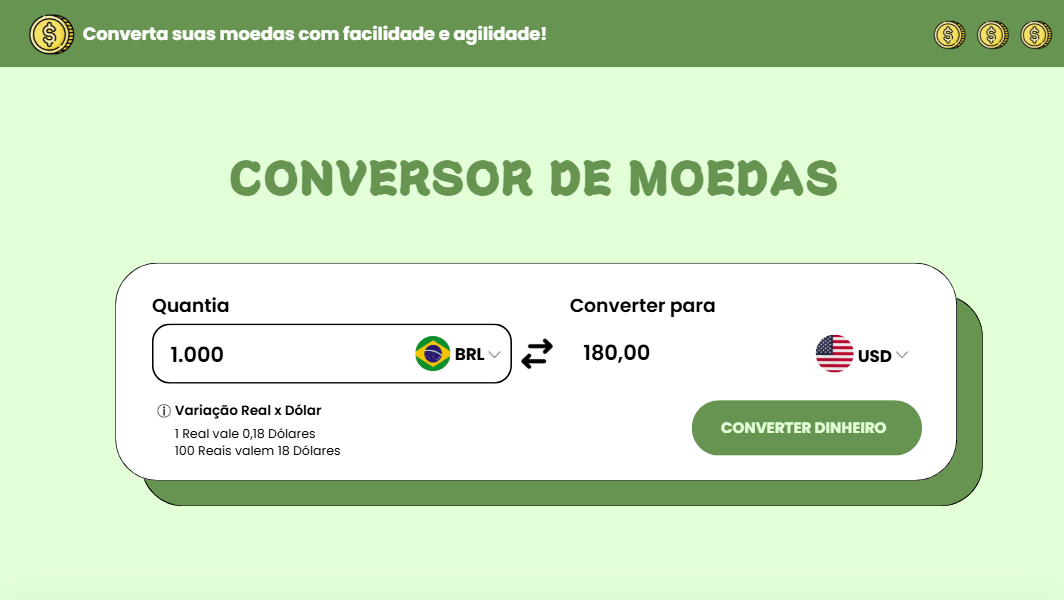 Converta suas moedas com facilidade e agilidade!
CONVERSOR DE MOEDAS
Quantia
Converter para
1.000
BRL
180,00
USD
Variação Real x Dólar
1 Real vale 0,18 Dólares
100 Reais valem 18 Dólares
CONVERTER DINHEIRO